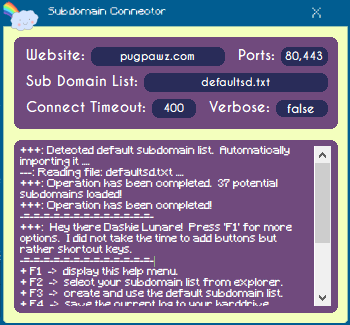 Subdomain Connector
Website: pugpawz.com Ports: 80,443
Sub Domain List: defaultsd.txt
Connect Timeout: 400 Verbose: false
+++: Detected default subdomain list. Automatically
importing it ....
---: Reading file: defaultsd.txt ....
+++: Operation has been completed. 37 potential
subdomains loaded!
+++: Operation has been completed!
-=-=-=-=-=-=-=-=-=-=-=-=-=-
+++: Hey there Daskie Lunare! Press 'F1' for more
options. I did not take the time to add buttons but
rather shortcut keys.
-=-=-=-=-=-=-=-=-=-=-=-=-=-
+ F1 -> display this help menu.
+ F2 -> select your subdomain list from explorer.
+ F3 -> create and use the default subdomain list.
+ F4 -> save the current log to your harddrive.